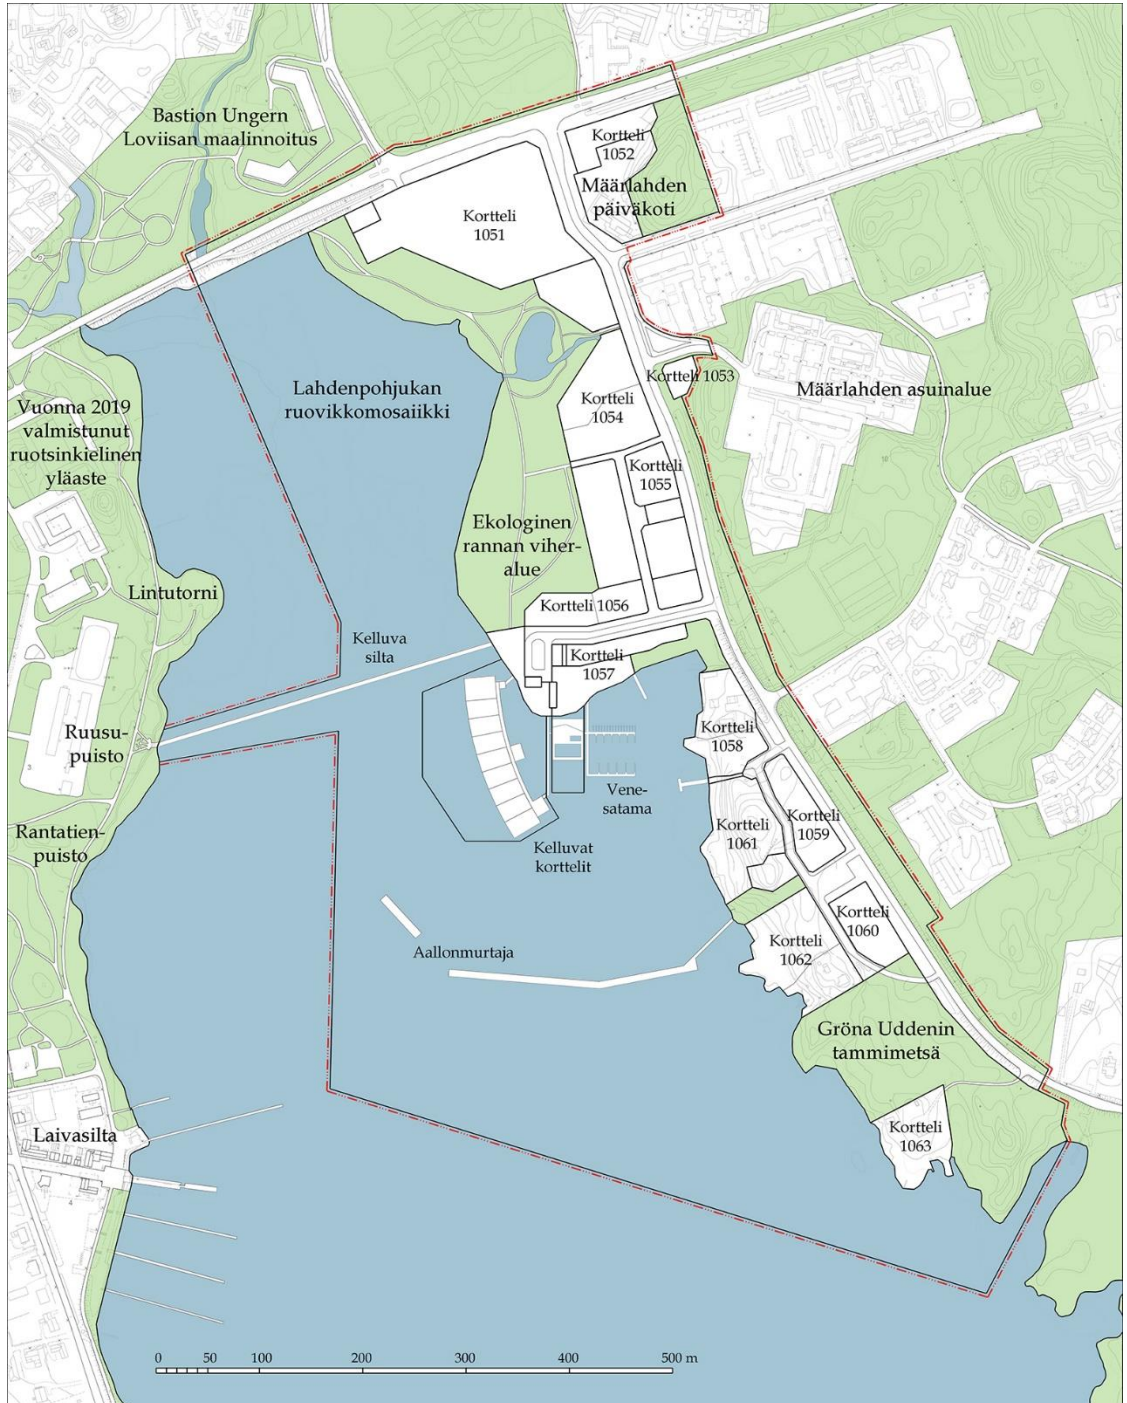 Bastion Ungern
Loviisan maalinnoitus
Kortteli
1052
Määrlahden
päiväkoti
Kortteli
1051
Lahdenpohjukan
ruovikkomosaiikki
Kortteli 1053
Kortteli
1054
Määrlahden asuinalue
Vuonna 2019
valmistunut
ruotsinkielinen
yläaste
Kortteli
1055
Ekologinen
rannan viher-
alue
Lintutorni
Kortteli 1056
Kelluva
silta
Kortteli
1057
Ruusu-
puisto
Kortteli
1058
Vene-
satama
Rantatien-
puisto
Kortteli
1061
Kortteli
1059
Kelluvat
korttelit
Kortteli
1060
Kortteli
1062
Aallonmurtaja
Gröna Uddenin
tammimetsä
Laivasilta
Kortteli
1063
0 50 100 200 300 400 500 m